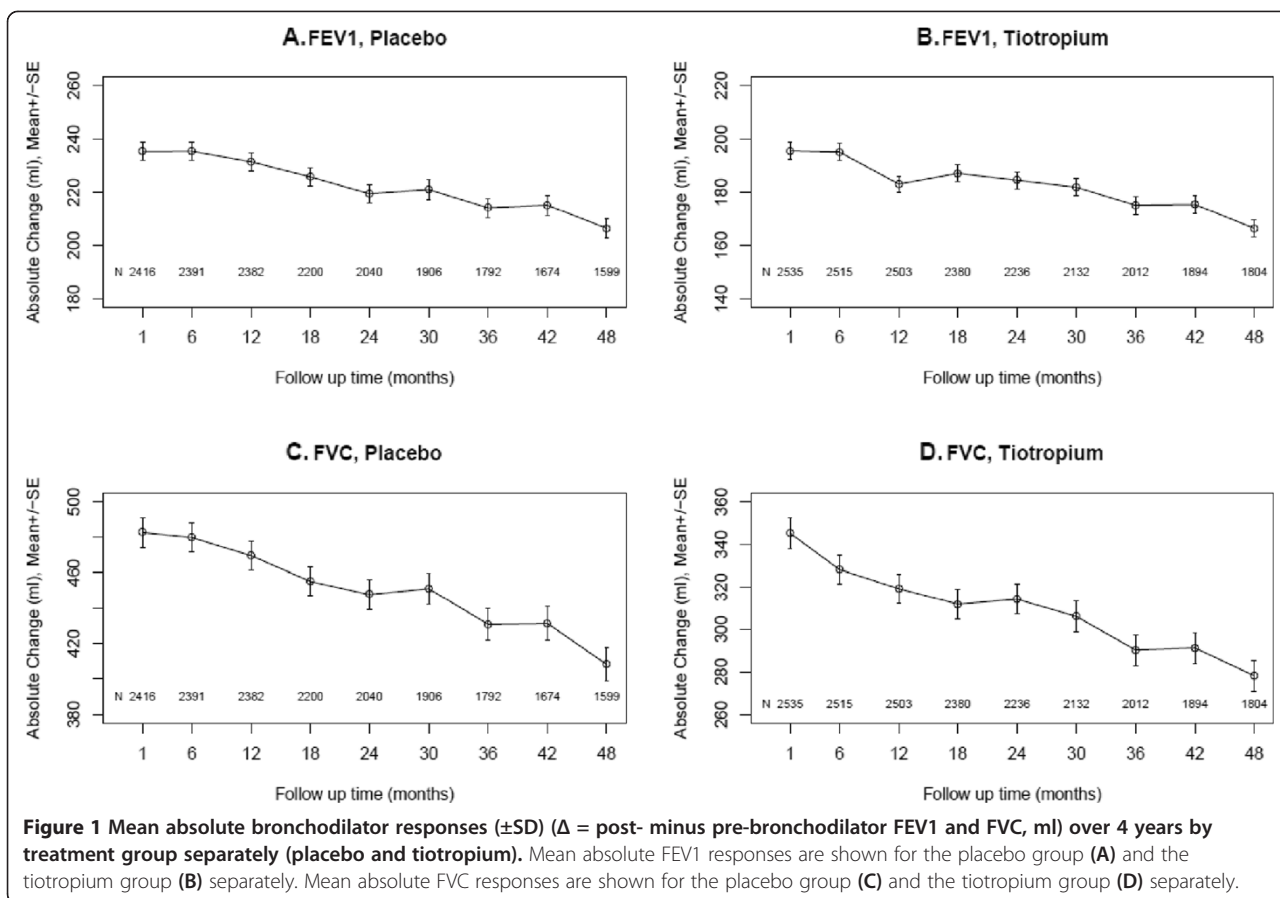 A. FEV1, Placebo
Absolute Change (ml), Mean+/−SE
260
240
220
200
180
N 2416 2391 2382 2200 2040 1906 1792 1674 1599
1 6 12 18 24 30 36 42 48
Follow up time (months)
B. FEV1, Tiotropium
Absolute Change (ml), Mean+/−SE
220
200
180
160
140
N 2535 2515 2503 2380 2236 2132 2012 1894 1804
1 6 12 18 24 30 36 42 48
Follow up time (months)
C. FVC, Placebo
Absolute Change (ml), Mean+/−SE
500
460
420
380
N 2416 2391 2382 2200 2040 1906 1792 1674 1599
1 6 12 18 24 30 36 42 48
Follow up time (months)
D. FVC, Tiotropium
Absolute Change (ml), Mean+/−SE
360
340
320
300
280
260
N 2535 2515 2503 2380 2236 2132 2012 1894 1804
1 6 12 18 24 30 36 42 48
Follow up time (months)
Figure 1 Mean absolute bronchodilator responses (±SD) (Δ = post- minus pre-bronchodilator FEV1 and FVC, ml) over 4 years by
treatment group separately (placebo and tiotropium). Mean absolute FEV1 responses are shown for the placebo group (A) and the
tiotropium group (B) separately. Mean absolute FVC responses are shown for the placebo group (C) and the tiotropium group (D) separately.